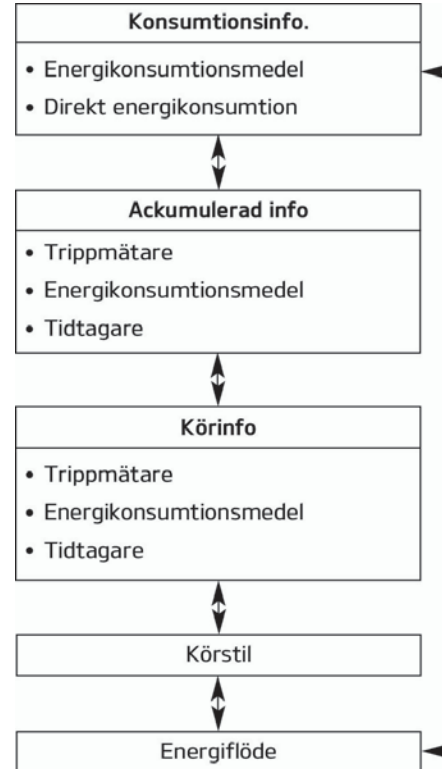 Konsumtionsinfo.
• Energikonsumtionsmedel
• Direkt energikonsumtion
Ackumulerad info
• Trippmätare
• Energikonsumtionsmedel
• Tidtagare
Körinfo
• Trippmätare
• Energikonsumtionsmedel
• Tidtagare
Körstil
Energiflöde